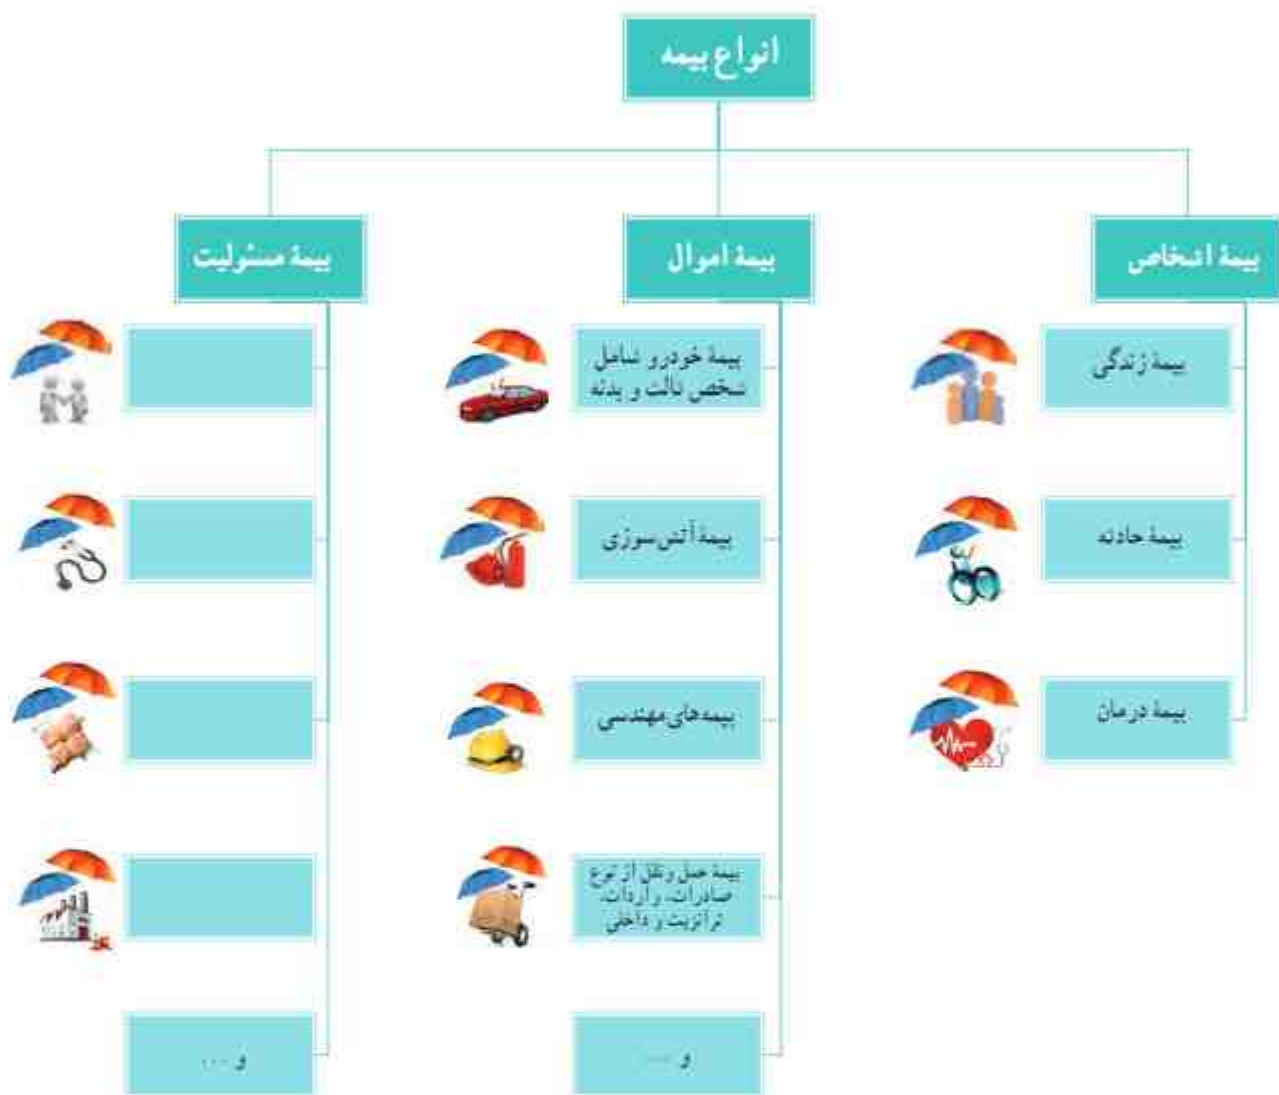 انواع بیمه
بیمهٔ اشخاص
بیمهٔ زندگی
بیمهٔ حادثه
بیمهٔ درمان
بیمهٔ اموال
بیمهٔ خودرو شامل
شخص ثالث و بدنه
بیمهٔ آتش‌سوزی
بیمه‌های مهندسی
بیمهٔ حمل و نقل از نوع
صادرات، واردات،
ترانزیت و داخلی
و ...
بیمهٔ مسئولیت
و ...